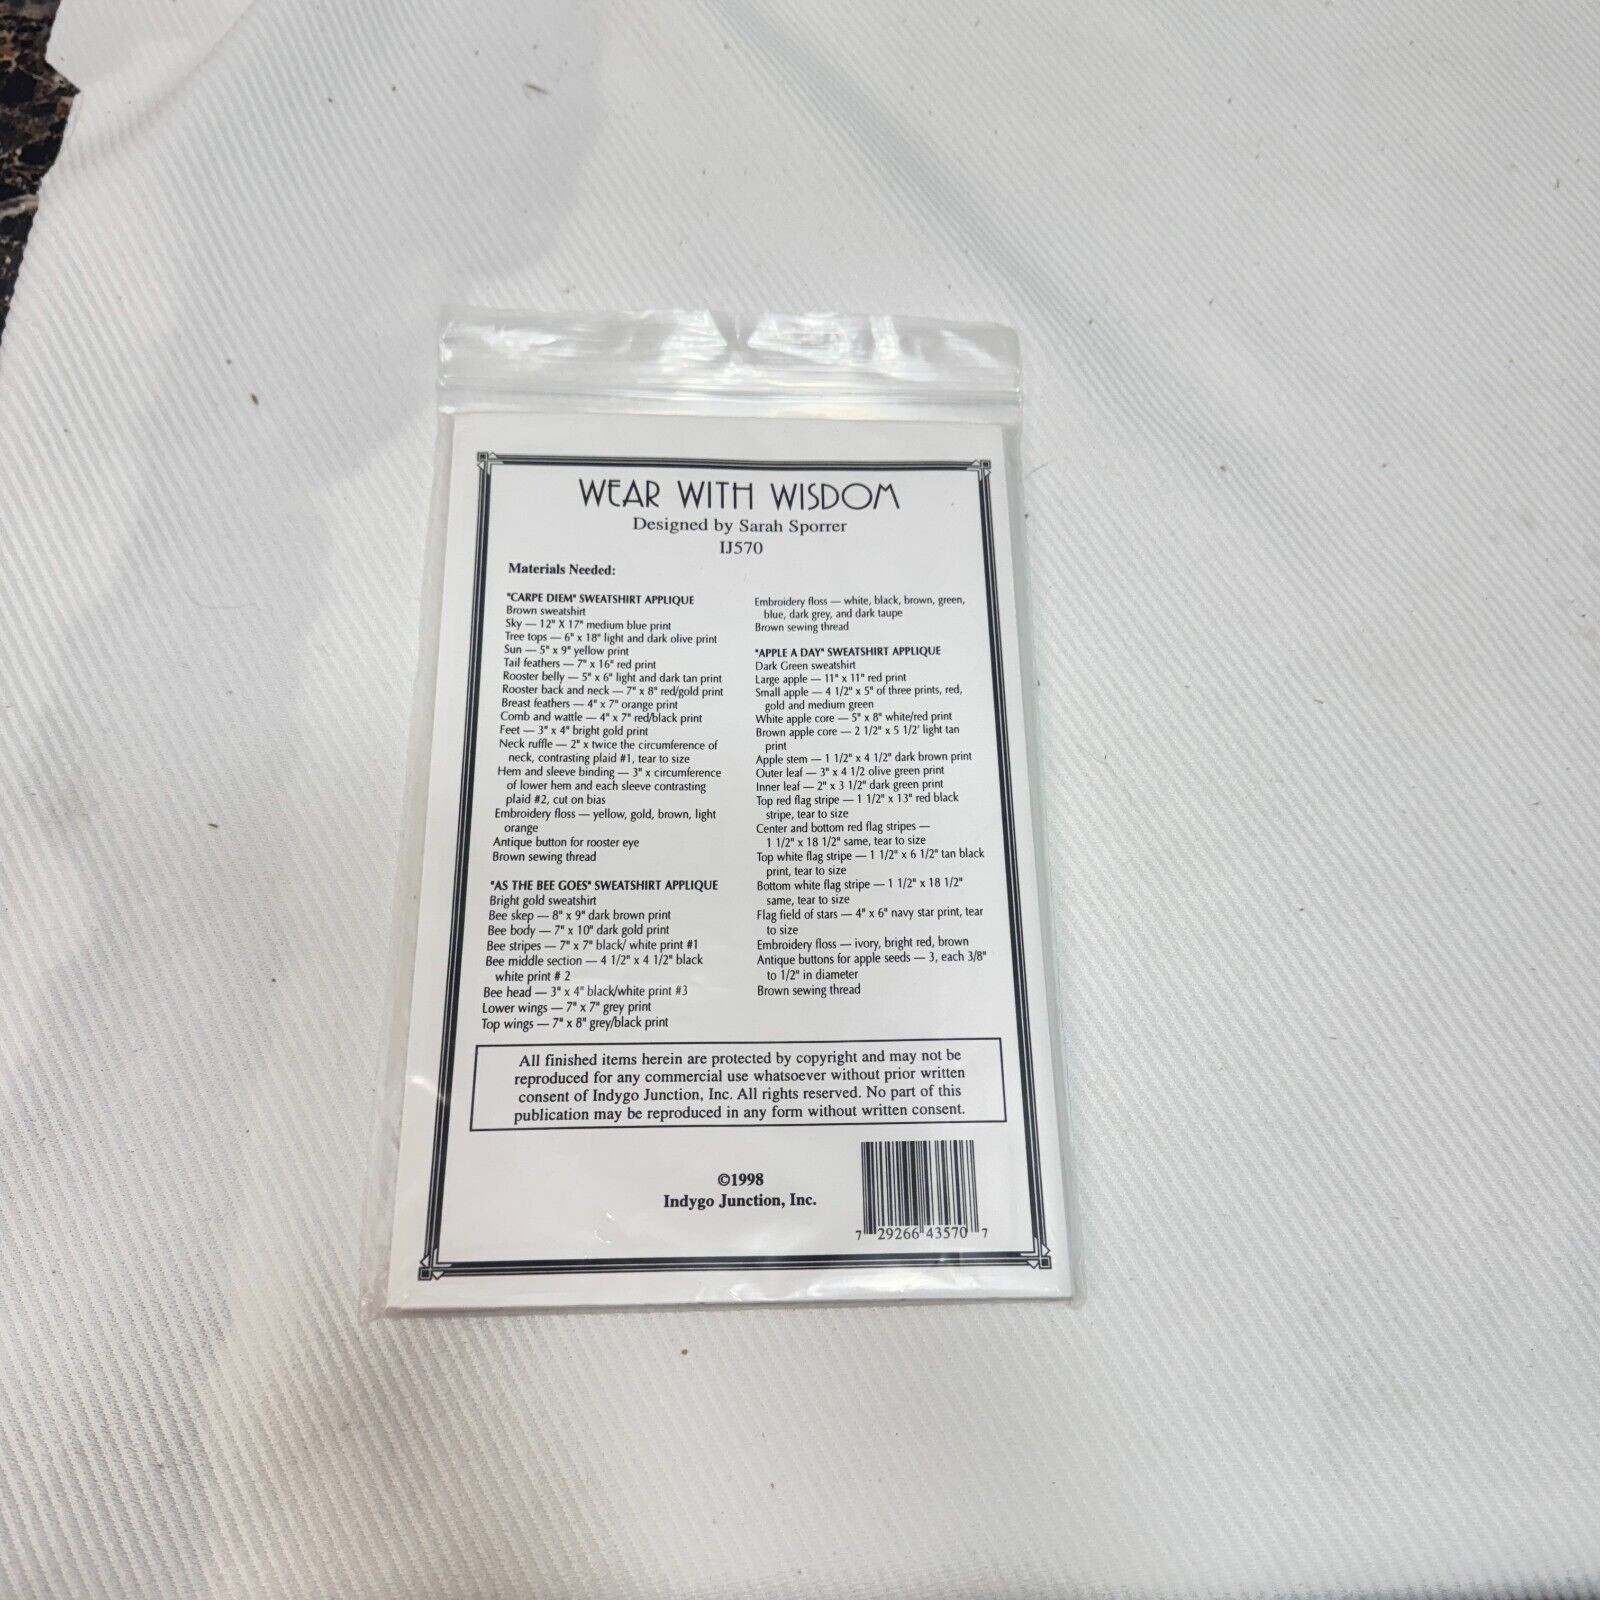 WEAR WITH WISDOM
Designed by Sarah Sporrer
IJ570
Materials Needed:
"CARPE DIEM" SWEATSHIRT APPLIQUE
Brown sweatshirt
Sky — 12" X 17" medium blue print
Tree tops — 6" x 18" light and dark olive print
Sun — 5" x 9" yellow print
Tail feathers — 7" x 16" red print
Rooster belly — 5" x 6" light and dark tan print
Rooster back and neck — 7" x 8" red/gold print
Breast feathers — 4" x 7" orange print
Comb and wattle — 4" x 7" red/black print
Feet — 3" x 4" bright gold print
Neck ruffle — 2" x twice the circumference of
neck, contrasting plaid #1, tear to size
Hem and sleeve binding — 3" x circumference
of lower hem and each sleeve contrasting
plaid #2, cut on bias
Embroidery floss — yellow, gold, brown, light
orange
Antique button for rooster eye
Brown sewing thread
"AS THE BEE GOES" SWEATSHIRT APPLIQUE
Bright gold sweatshirt
Bee skep — 8" x 9" dark brown print
Bee body — 7" x 10" dark gold print
Bee stripes — 7" x 7" black/ white print #1
Bee middle section — 4 1/2" x 4 1/2" black
white print # 2
Bee head — 3" x 4" black/white print #3
Lower wings — 7" x 7" grey print
Top wings — 7" x 8" grey/black print
Embroidery floss — white, black, brown, green,
blue, dark grey, and dark taupe
Brown sewing thread
"APPLE A DAY" SWEATSHIRT APPLIQUE
Dark Green sweatshirt
Large apple — 11" x 11" red print
Small apple — 4 1/2" x 5" of three prints, red,
gold and medium green
White apple core — 5" x 8" white/red print
Brown apple core — 2 1/2" x 5 1/2' light tan
print
Apple stem — 1 1/2" x 4 1/2" dark brown print
Outer leaf — 3" x 4 1/2 olive green print
Inner leaf — 2" x 3 1/2" dark green print
Top red flag stripe — 1 1/2" x 13" red black
stripe, tear to size
Center and bottom red flag stripes —
1 1/2" x 18 1/2" same, tear to size
Top white flag stripe — 1 1/2" x 6 1/2" tan black
print, tear to size
Bottom white flag stripe — 1 1/2" x 18 1/2"
same, tear to size
Flag field of stars — 4" x 6" navy star print, tear
to size
Embroidery floss — ivory, bright red, brown
Antique buttons for apple seeds — 3, each 3/8"
to 1/2" in diameter
Brown sewing thread
All finished items herein are protected by copyright and may not be
reproduced for any commercial use whatsoever without prior written
consent of Indygo Junction, Inc. All rights reserved. No part of this
publication may be reproduced in any form without written consent.
©1998
Indygo Junction, Inc.
7 29266 43570 7